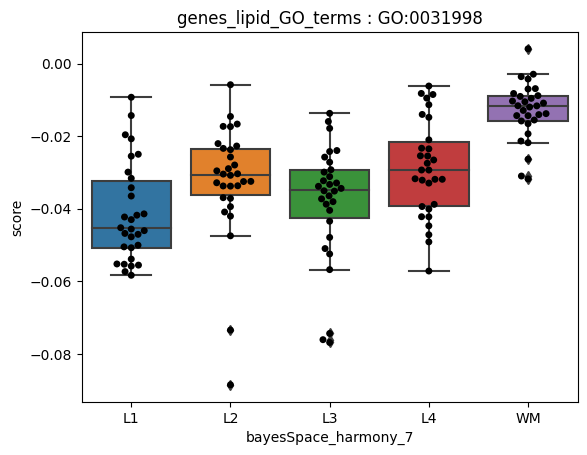 genes_lipid_GO_terms : GO:0031998
0.00
−0.02
−0.04
−0.06
−0.08
score
L1 L2 L3 L4 WM
bayesSpace_harmony_7